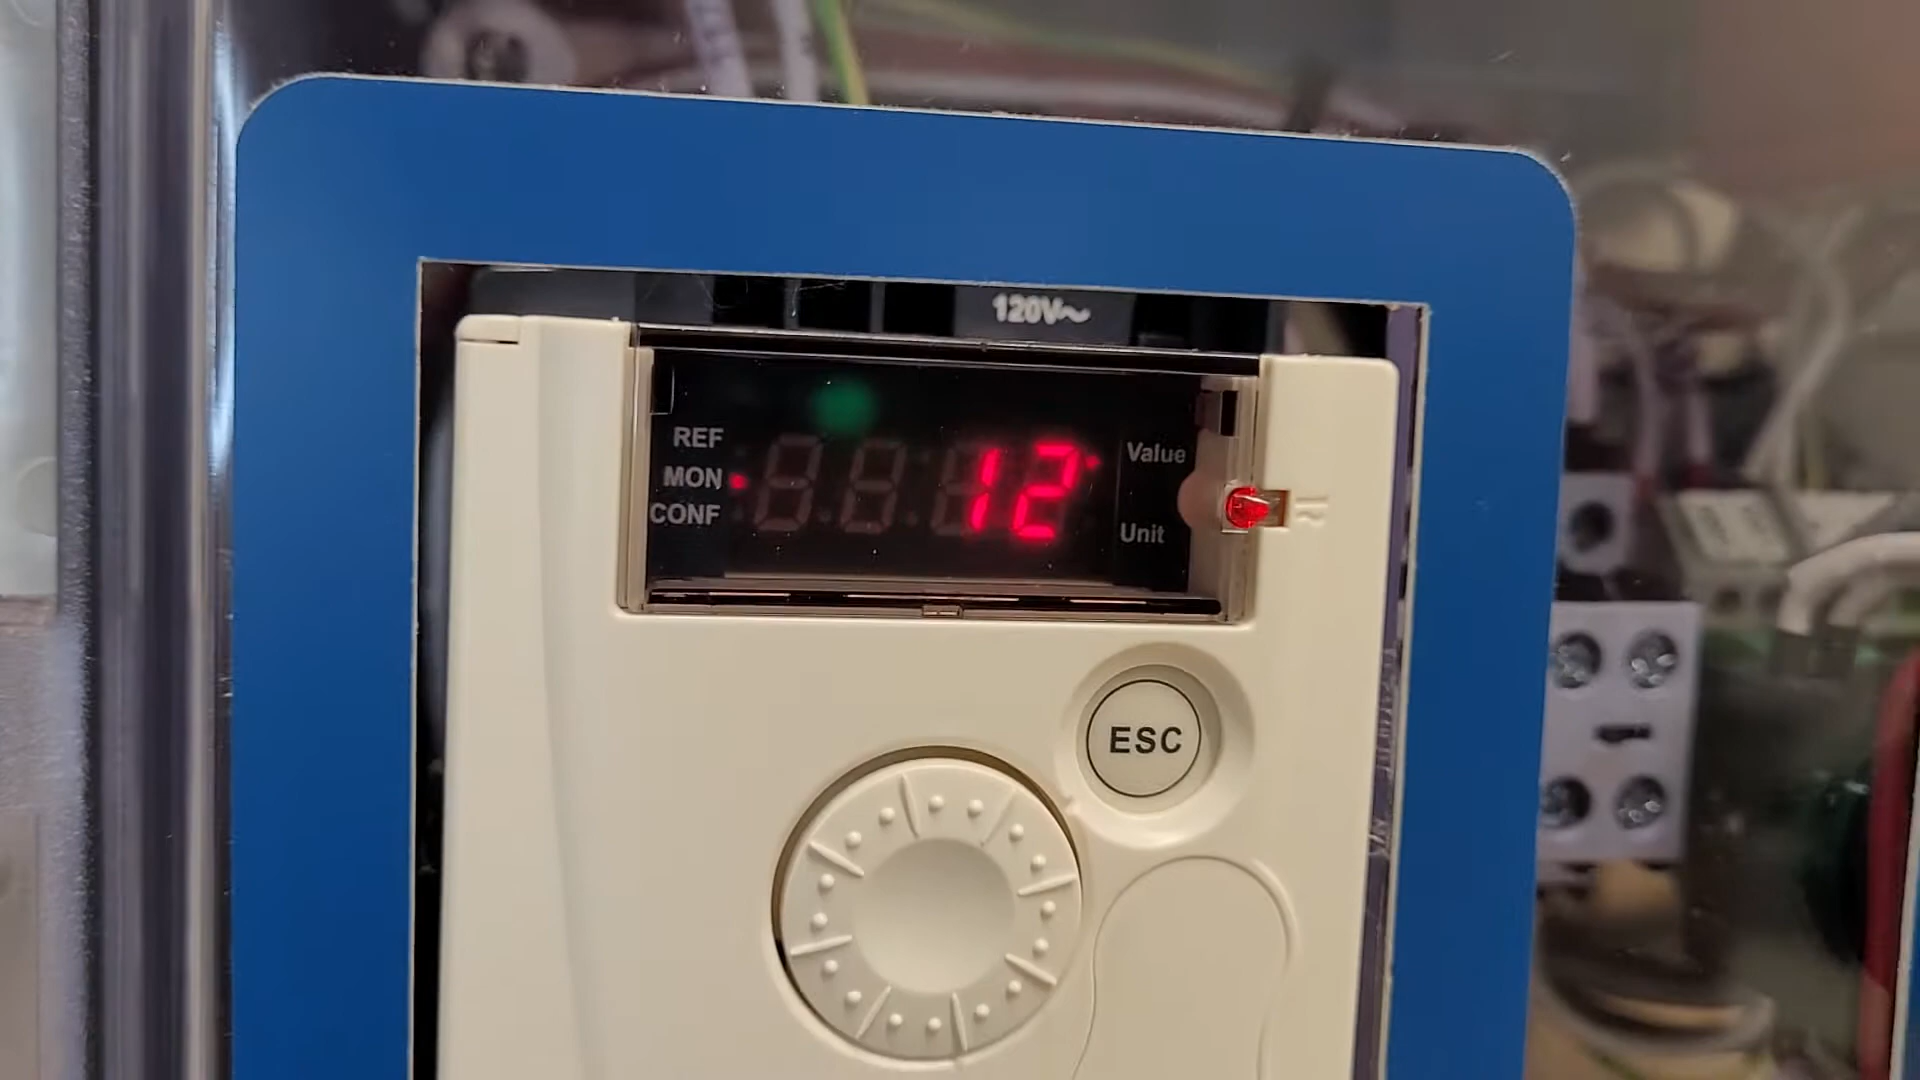 120V~
REF
MON
CONF
12
Value
Unit
ESC